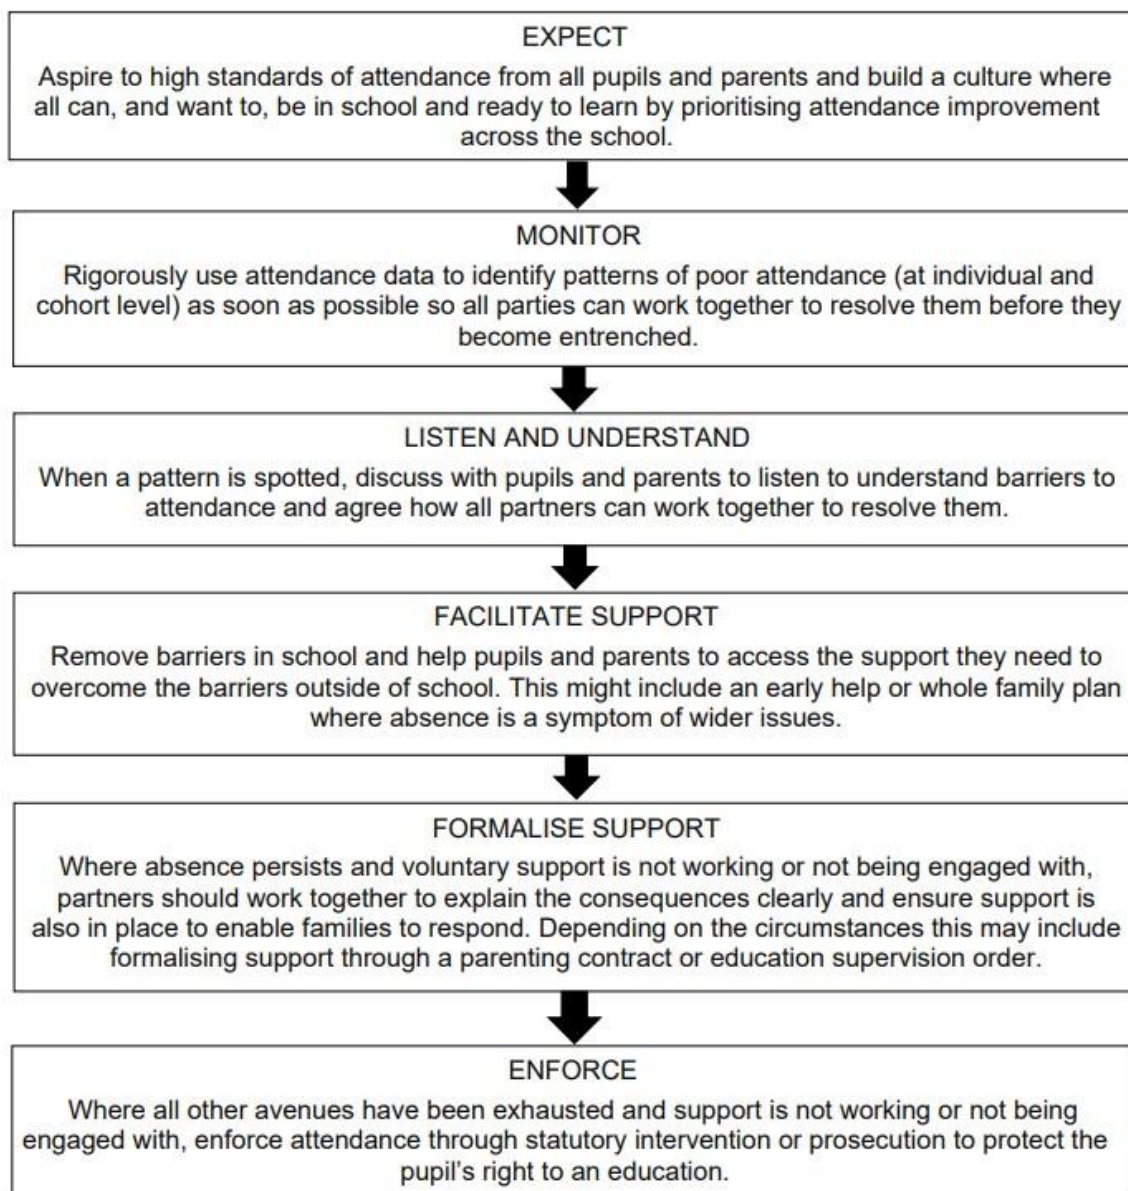 EXPECT
Aspire to high standards of attendance from all pupils and parents and build a culture where
all can, and want to, be in school and ready to learn by prioritising attendance improvement
across the school.
MONITOR
Rigorously use attendance data to identify patterns of poor attendance (at individual and
cohort level) as soon as possible so all parties can work together to resolve them before they
become entrenched.
LISTEN AND UNDERSTAND
When a pattern is spotted, discuss with pupils and parents to listen to understand barriers to
attendance and agree how all partners can work together to resolve them.
FACILITATE SUPPORT
Remove barriers in school and help pupils and parents to access the support they need to
overcome the barriers outside of school. This might include an early help or whole family plan
where absence is a symptom of wider issues.
FORMALISE SUPPORT
Where absence persists and voluntary support is not working or not being engaged with,
partners should work together to explain the consequences clearly and ensure support is
also in place to enable families to respond. Depending on the circumstances this may include
formalising support through a parenting contract or education supervision order.
ENFORCE
Where all other avenues have been exhausted and support is not working or not being
engaged with, enforce attendance through statutory intervention or prosecution to protect the
pupil's right to an education.